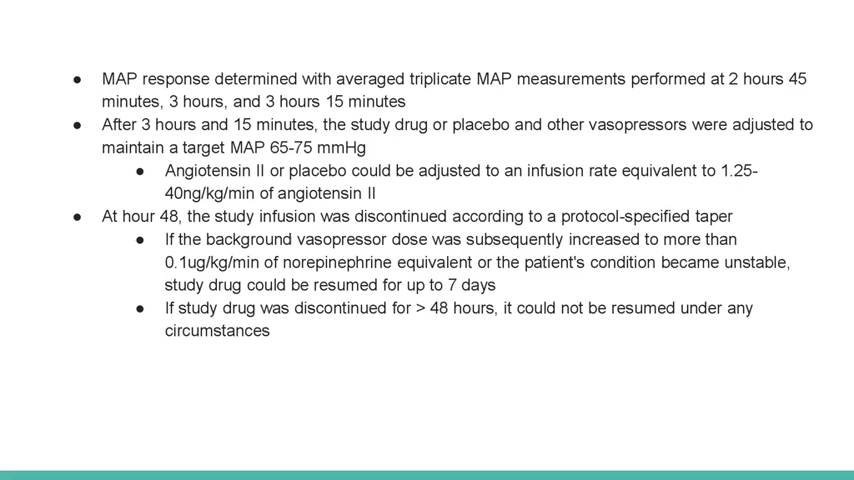 ● MAP response determined with averaged triplicate MAP measurements performed at 2 hours 45
minutes, 3 hours, and 3 hours 15 minutes
● After 3 hours and 15 minutes, the study drug or placebo and other vasopressors were adjusted to
maintain a target MAP 65-75 mmHg
● Angiotensin II or placebo could be adjusted to an infusion rate equivalent to 1.25-
40ng/kg/min of angiotensin II
● At hour 48, the study infusion was discontinued according to a protocol-specified taper
● If the background vasopressor dose was subsequently increased to more than
0.1ug/kg/min of norepinephrine equivalent or the patient's condition became unstable,
study drug could be resumed for up to 7 days
● If study drug was discontinued for > 48 hours, it could not be resumed under any
circumstances